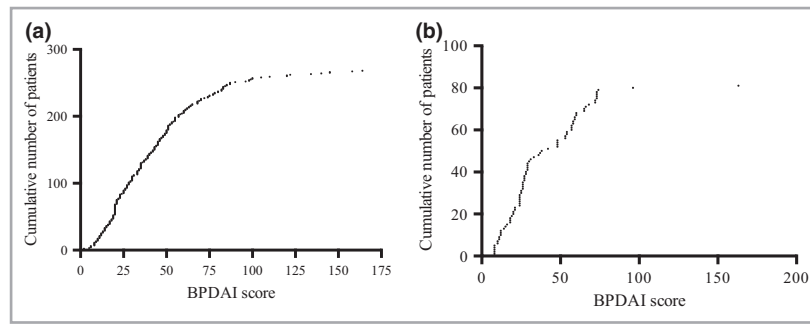 (a)
300
200
100
0
Cumulative number of patients
0 25 50 75 100 125 150 175
BPDAI score
(b)
100
80
60
40
20
0
Cumulative number of patients
0 50 100 150 200
BPDAI score